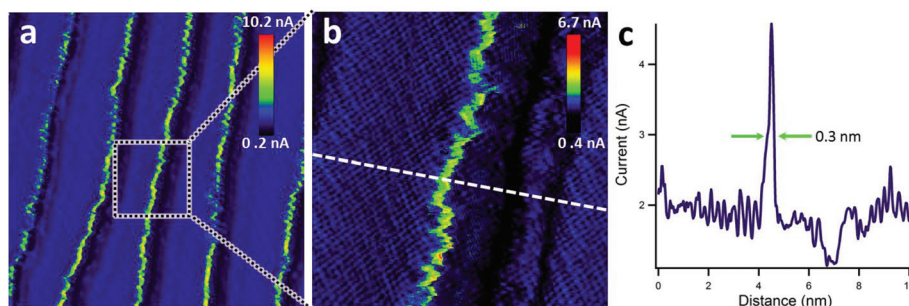 a
10.2 nA
0 .2 nA
b
6.7 nA
0.4 nA
c
Current (nA)
4
3
2
0.3 nm
0
2
4
6
8
10
Distance (nm)